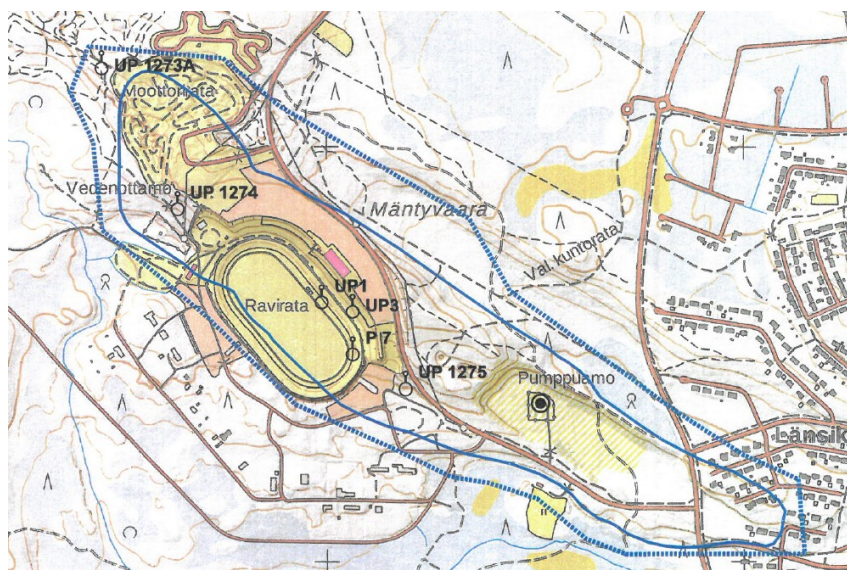 UP 1273A
Moottorirata
Vedenottamo
UP 1274
Mäntyvaara
Val. kuntorata
UP1
Ravirata
UP3
P 7
UP 1275
Pumppuamo
Länsik